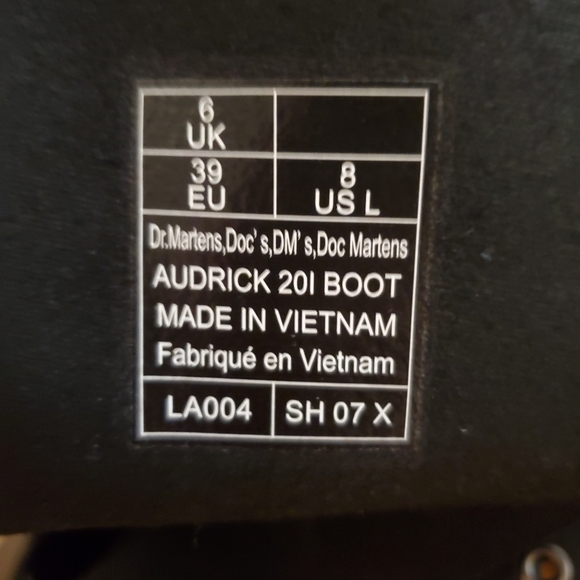 6
UK
39
EU
8
US L
Dr.Martens,Doc's,DM's,Doc Martens
AUDRICK 20I BOOT
MADE IN VIETNAM
Fabriqué en Vietnam
LA004
SH 07 X